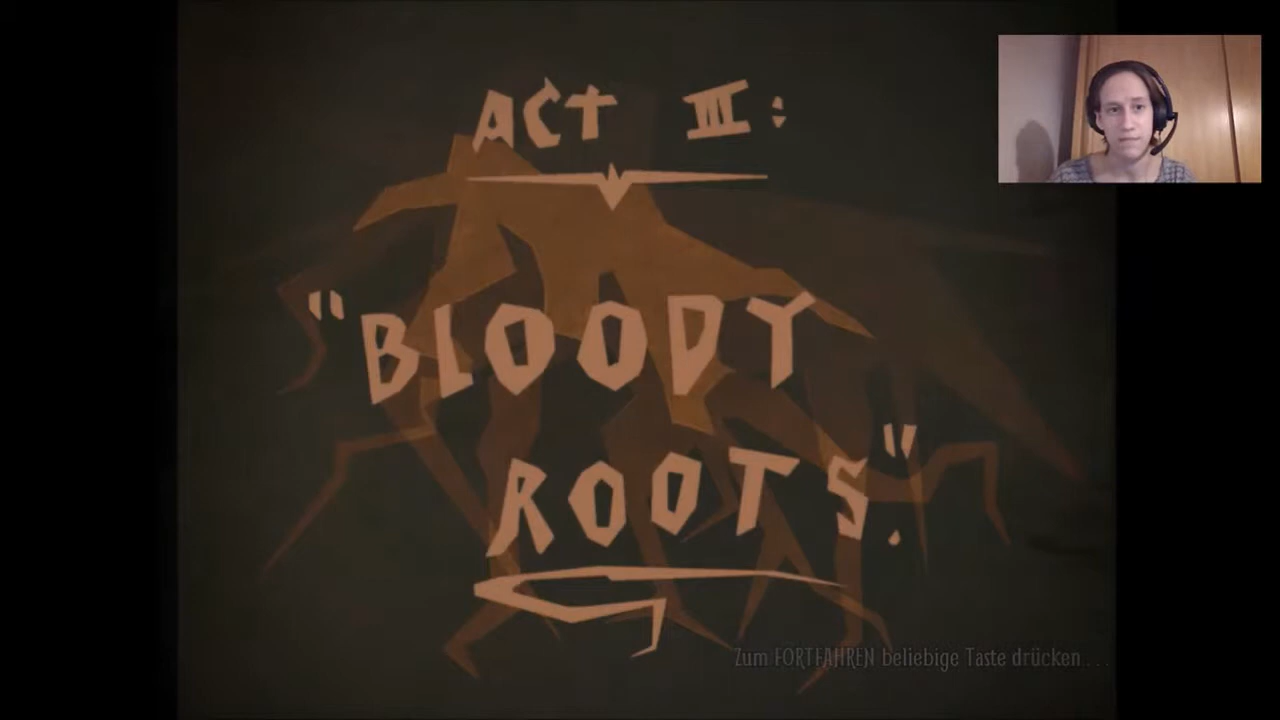 ACT III:
"BLOODY
ROOTS."
Zum FORTFAHREN beliebige Taste drücken....